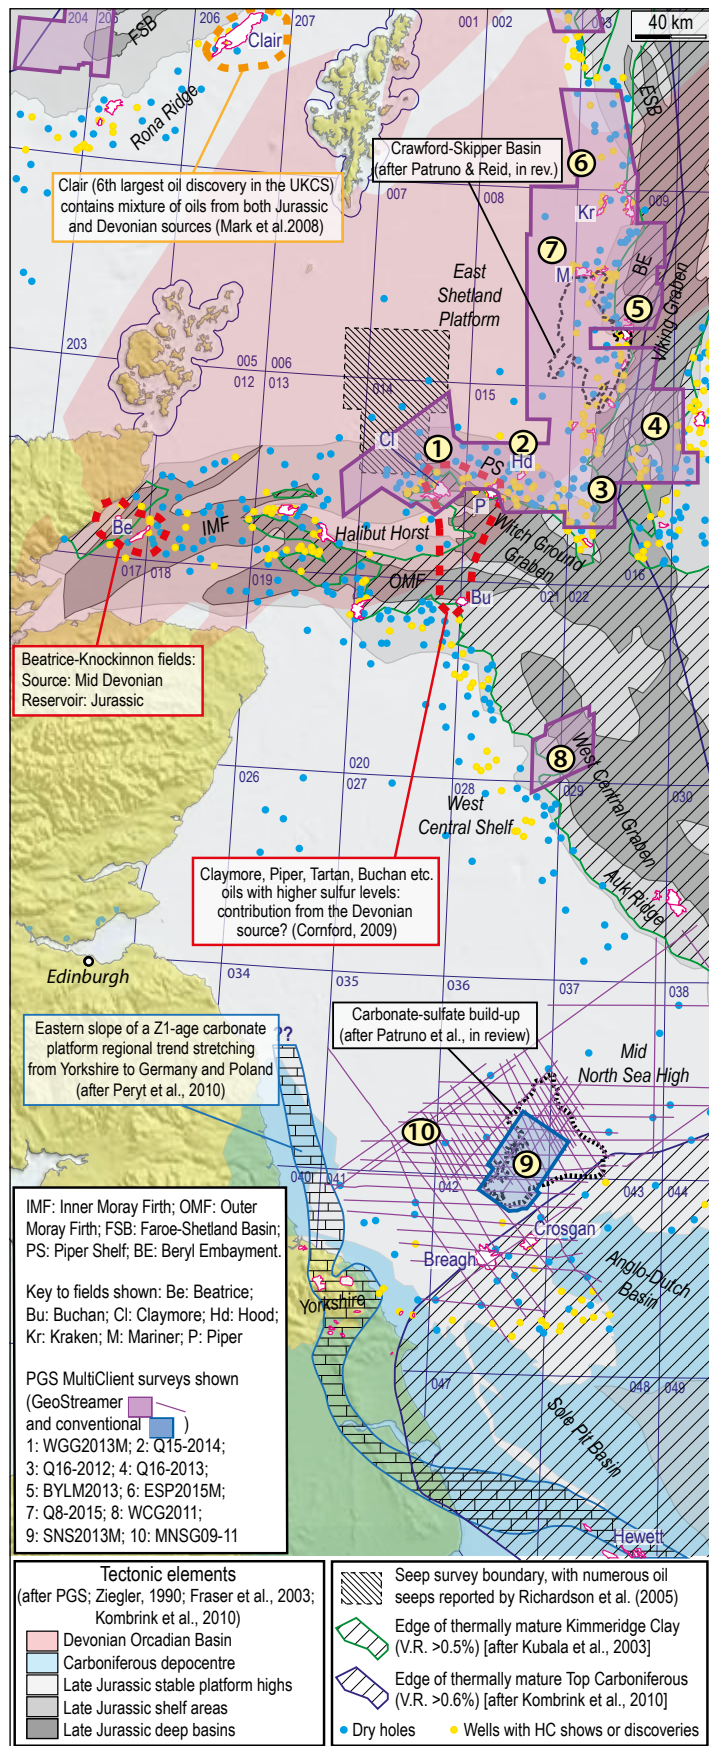 204
205
206
207
001
002
003
40 km
FSB
Clair
Rona Ridge
FSB
Crawford-Skipper Basin
(after Patruno & Reid, in rev.)
6
Clair (6th largest oil discovery in the UKCS)
contains mixture of oils from both Jurassic
and Devonian sources (Mark et al.2008)
007
008
009
Kr
7
M
BE
East
Shetland
Platform
5
Viking Graben
203
005
006
012
013
014
015
4
Cl
1
2
PS
Hd
3
Be
IMF
Halibut Horst
P
Witch Ground
Graben
017
018
019
OMF
Bu
021
022
016
Beatrice-Knockinnon fields:
Source: Mid Devonian
Reservoir: Jurassic
8
West Central Graben
020
026
027
028
029
030
West
Central Shelf
Auk Ridge
Claymore, Piper, Tartan, Buchan etc.
oils with higher sulfur levels:
contribution from the Devonian
source? (Cornford, 2009)
Edinburgh
034
035
036
037
038
Eastern slope of a Z1-age carbonate
platform regional trend stretching
from Yorkshire to Germany and Poland
(after Peryt et al., 2010)
??
Carbonate-sulfate build-up
(after Patruno et al., in review)
Mid
North Sea High
10
9
040
041
042
043
044
IMF: Inner Moray Firth; OMF: Outer
Moray Firth; FSB: Faroe-Shetland Basin;
PS: Piper Shelf; BE: Beryl Embayment.
Key to fields shown: Be: Beatrice;
Bu: Buchan; Cl: Claymore; Hd: Hood;
Kr: Kraken; M: Mariner; P: Piper
PGS MultiClient surveys shown
(GeoStreamer
and conventional )
1: WGG2013M; 2: Q15-2014;
3: Q16-2012; 4: Q16-2013;
5: BYLM2013; 6: ESP2015M;
7: Q8-2015; 8: WCG2011;
9: SNS2013M; 10: MNSG09-11
Crosgan
Breagh
Anglo-Dutch
Basin
Yorkshire
047
048
049
Sole Pit Basin
Hewett
Tectonic elements
(after PGS; Ziegler, 1990; Fraser et al., 2003;
Kombrink et al., 2010)
Devonian Orcadian Basin
Carboniferous depocentre
Late Jurassic stable platform highs
Late Jurassic shelf areas
Late Jurassic deep basins
Seep survey boundary, with numerous oil
seeps reported by Richardson et al. (2005)
Edge of thermally mature Kimmeridge Clay
(V.R. >0.5%) [after Kubala et al., 2003]
Edge of thermally mature Top Carboniferous
(V.R. >0.6%) [after Kombrink et al., 2010]
Dry holes
Wells with HC shows or discoveries